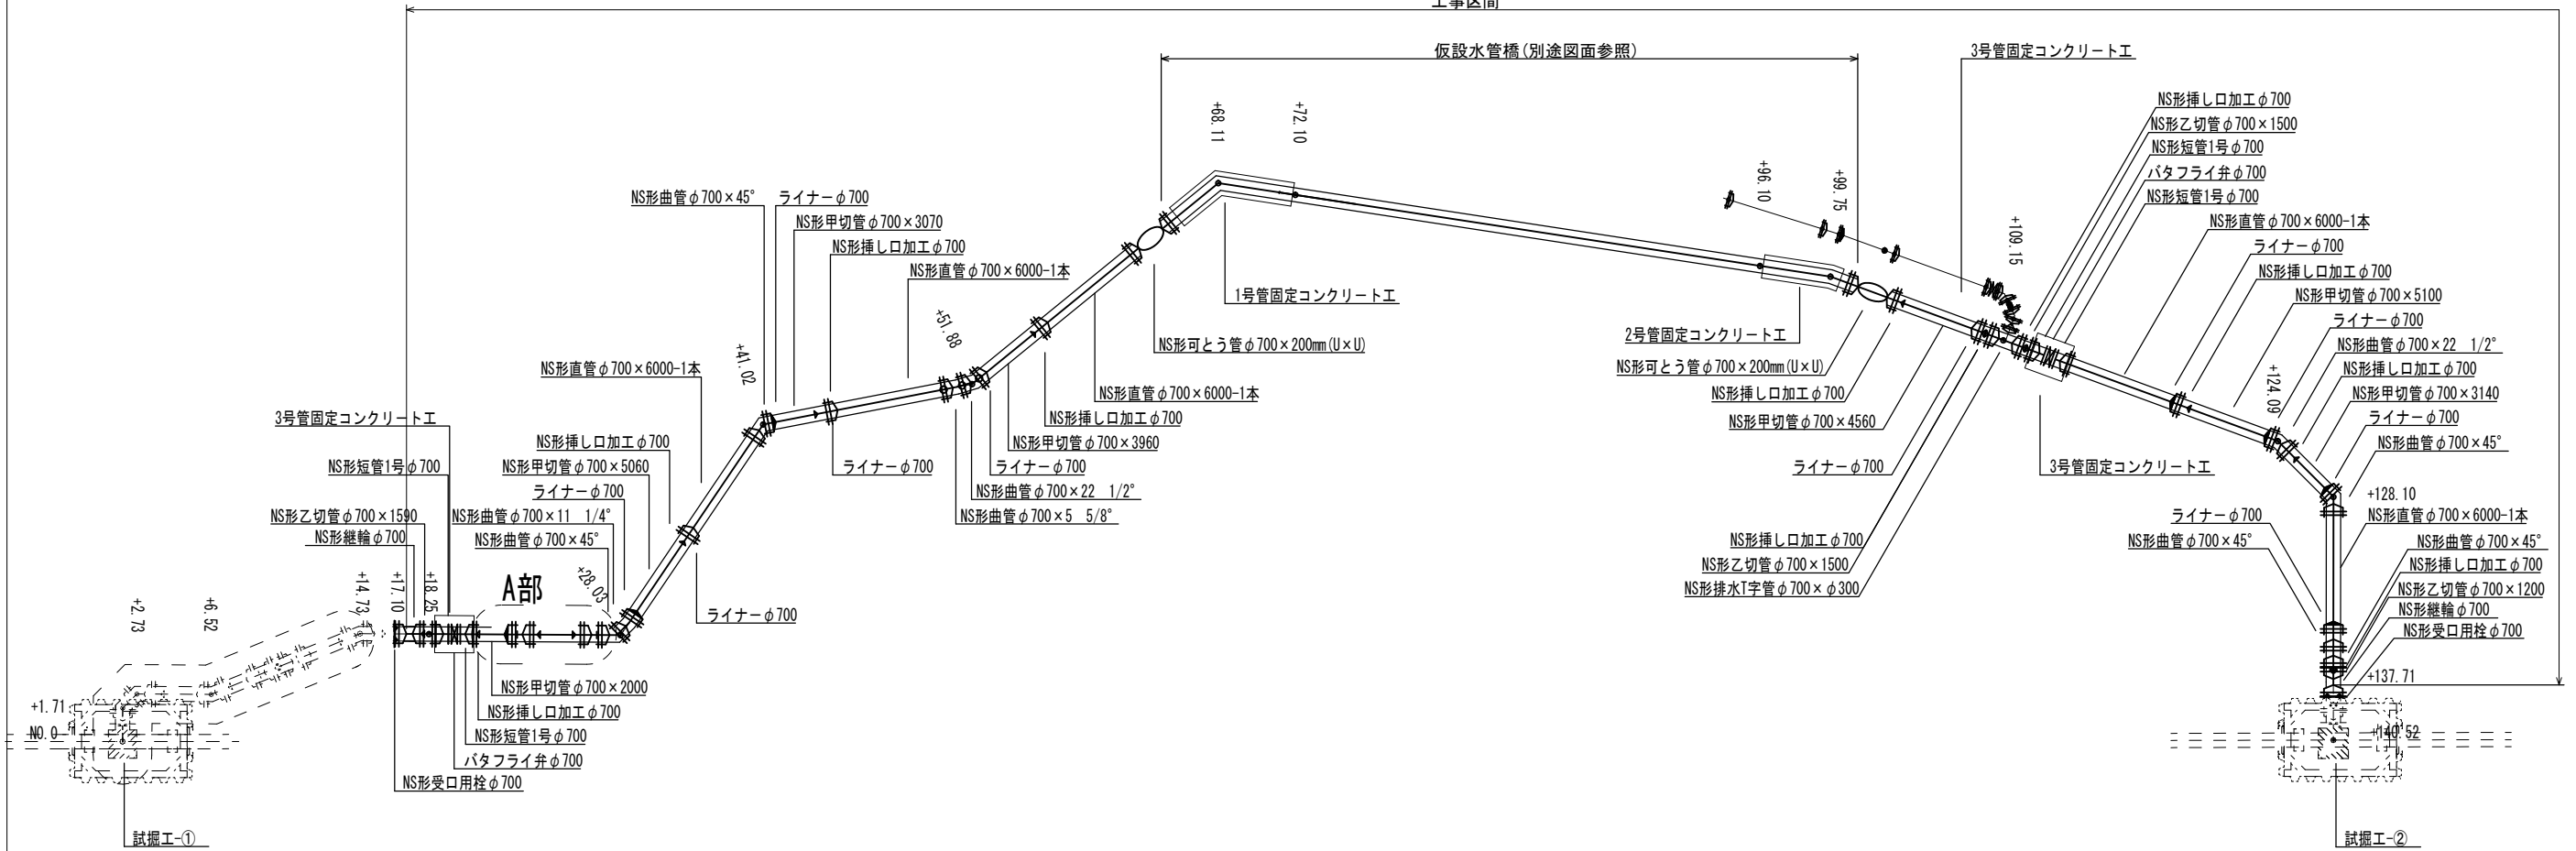 工事区間
仮設水管橋(別途図面参照)
3号管固定コンクリート工
+68.11
+72.10
+96.10
+99.75
+109.15
NS形挿し口加工φ700
NS形乙切管φ700×1500
NS形短管1号φ700
バタフライ弁φ700
NS形短管1号φ700
NS形直管φ700×6000-1本
ライナーφ700
NS形挿し口加工φ700
NS形甲切管φ700×5100
ライナーφ700
NS形曲管φ700×22 1/2°
NS形挿し口加工φ700
NS形甲切管φ700×3140
ライナーφ700
NS形曲管φ700×45°
+124.09
+128.10
NS形直管φ700×6000-1本
ライナーφ700
NS形曲管φ700×45°
NS形曲管φ700×45°
NS形挿し口加工φ700
NS形乙切管φ700×1200
NS形継輪φ700
NS形受口用栓φ700
+137.71
+140.52
試掘工-②
NS形曲管φ700×45°
ライナーφ700
NS形甲切管φ700×3070
NS形挿し口加工φ700
NS形直管φ700×6000-1本
1号管固定コンクリート工
2号管固定コンクリート工
NS形可とう管φ700×200mm(U×U)
NS形可とう管φ700×200mm(U×U)
NS形挿し口加工φ700
NS形甲切管φ700×4560
ライナーφ700
3号管固定コンクリート工
NS形挿し口加工φ700
NS形乙切管φ700×1500
NS形排水T字管φ700×φ300
+51.88
+41.02
NS形直管φ700×6000-1本
NS形直管φ700×6000-1本
NS形挿し口加工φ700
NS形甲切管φ700×3960
ライナーφ700
ライナーφ700
NS形曲管φ700×22 1/2°
NS形曲管φ700×5 5/8°
3号管固定コンクリート工
NS形挿し口加工φ700
NS形短管1号φ700
NS形甲切管φ700×5060
ライナーφ700
NS形乙切管φ700×1590
NS形曲管φ700×11 1/4°
NS形継輪φ700
NS形曲管φ700×45°
A部
+28.03
+18.25
+17.10
+14.73
+6.52
+2.73
ライナーφ700
NS形甲切管φ700×2000
NS形挿し口加工φ700
NS形短管1号φ700
バタフライ弁φ700
NS形受口用栓φ700
+1.71
NO.0
試掘工-①